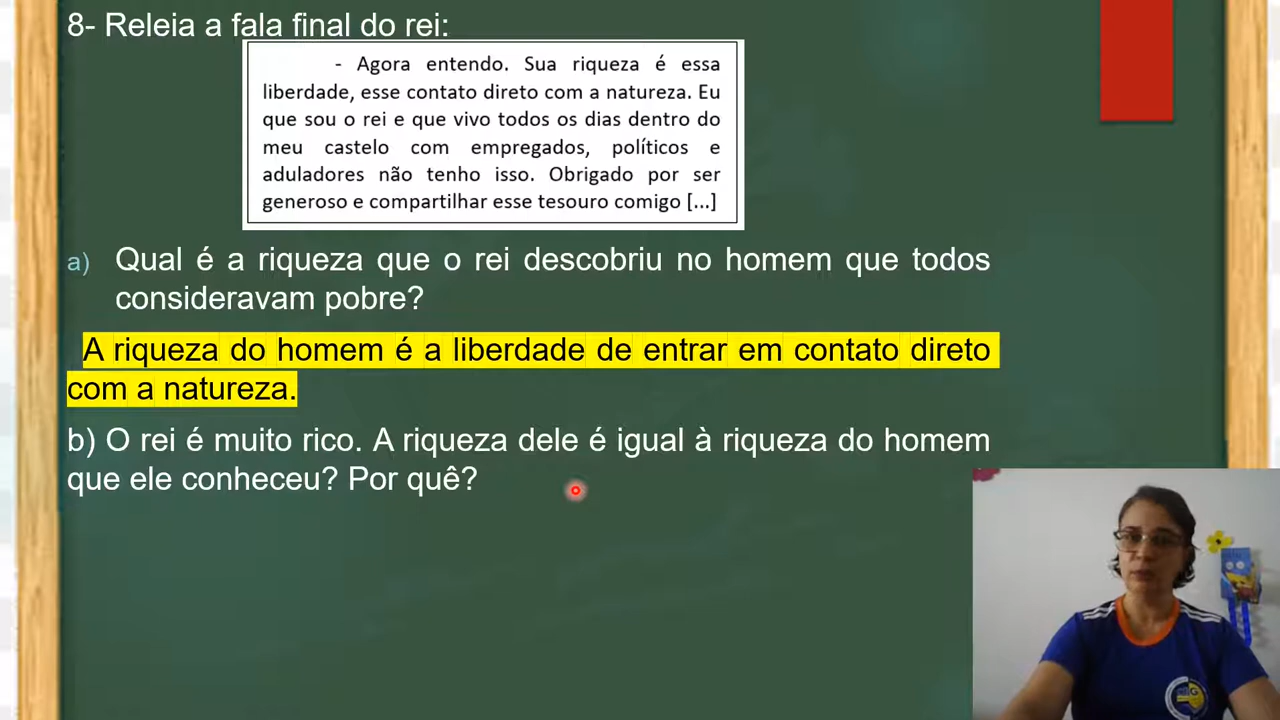 8- Releia a fala final do rei:
- Agora entendo. Sua riqueza é essa
liberdade, esse contato direto com a natureza. Eu
que sou o rei e que vivo todos os dias dentro do
meu castelo com empregados, políticos e
aduladores não tenho isso. Obrigado por ser
generoso e compartilhar esse tesouro comigo [...]
a) Qual é a riqueza que o rei descobriu no homem que todos
consideravam pobre?
A riqueza do homem é a liberdade de entrar em contato direto
com a natureza.
b) O rei é muito rico. A riqueza dele é igual à riqueza do homem
que ele conheceu? Por quê?